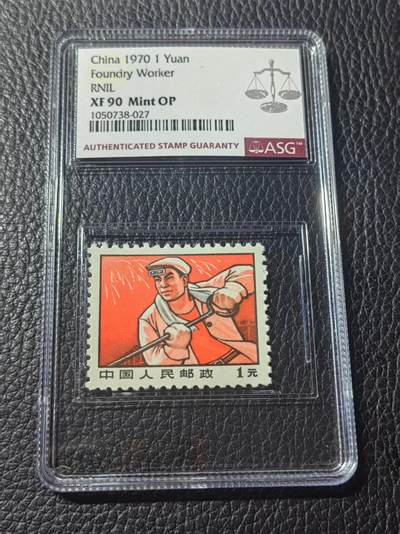 China 1970 1 Yuan
Foundry Worker
RNIL
XF 90 Mint OP
1050738-027
AUTHENTICATED STAMP GUARANTY ASG™
中国人民邮政 1元